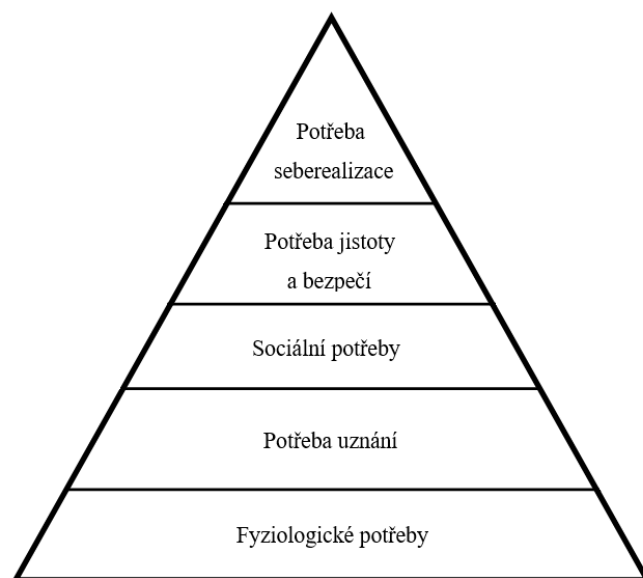 Potřeba
seberealizace
Potřeba jistoty
a bezpečí
Sociální potřeby
Potřeba uznání
Fyziologické potřeby